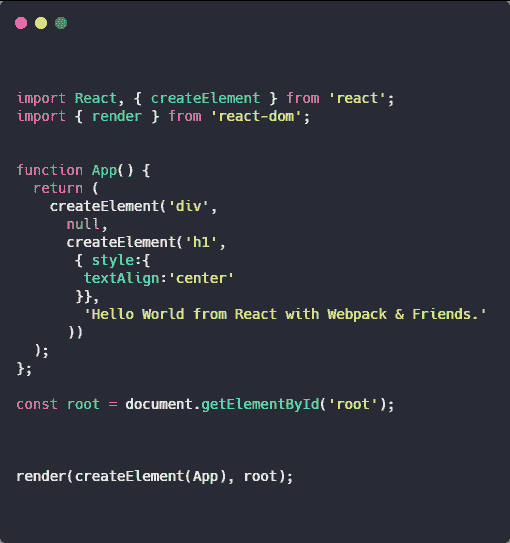 import React, { createElement } from 'react';
import { render } from 'react-dom';
function App() {
  return (
    createElement('div',
      null,
      createElement('h1',
       { style:{
        textAlign:'center'
       }},
        'Hello World from React with Webpack & Friends.'
      ))
  );
};
const root = document.getElementById('root');
render(createElement(App), root);